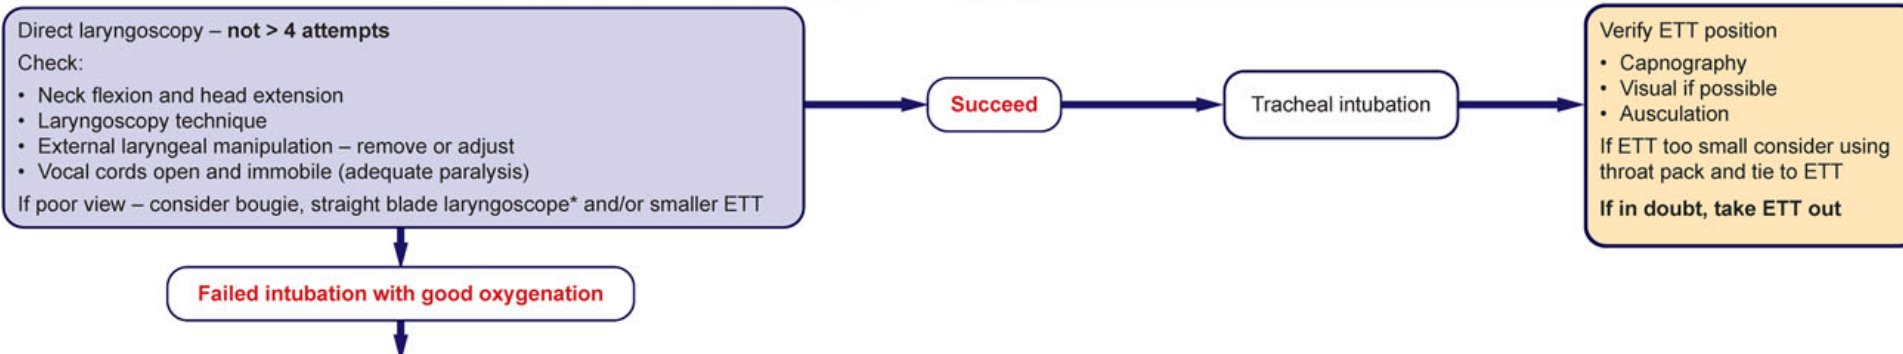 Direct laryngoscopy – not > 4 attempts
Check:
• Neck flexion and head extension
• Laryngoscopy technique
• External laryngeal manipulation – remove or adjust
• Vocal cords open and immobile (adequate paralysis)
If poor view – consider bougie, straight blade laryngoscope* and/or smaller ETT
Succeed
Tracheal intubation
Verify ETT position
• Capnography
• Visual if possible
• Ausculation
If ETT too small consider using
throat pack and tie to ETT
If in doubt, take ETT out
Failed intubation with good oxygenation